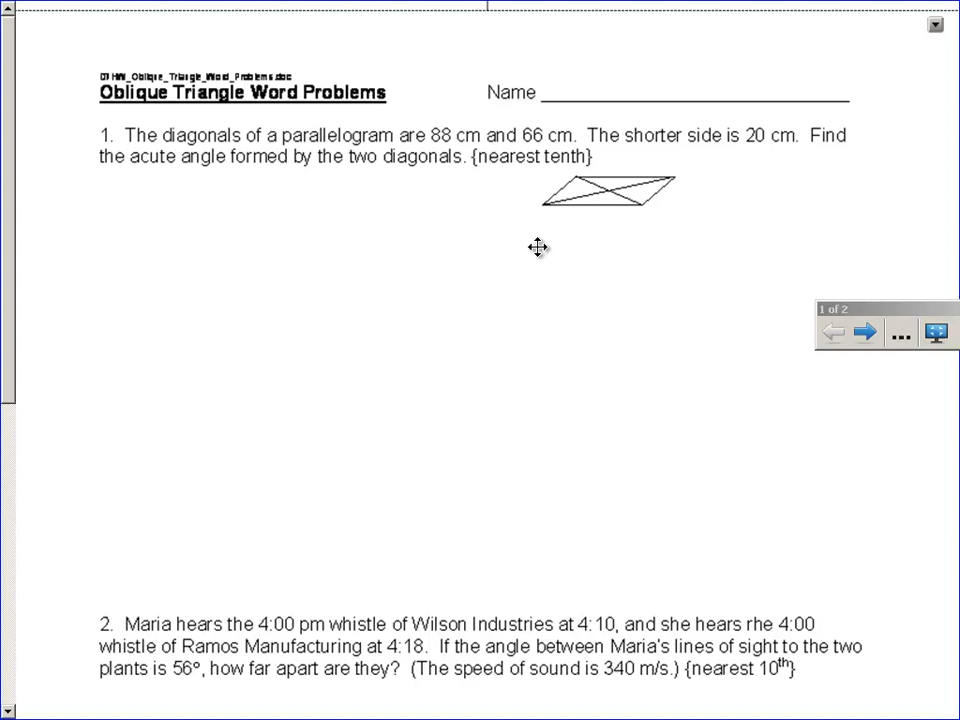 01 HW_Oblique_Triangle_Word_Problems.doc
Oblique Triangle Word Problems Name
1. The diagonals of a parallelogram are 88 cm and 66 cm. The shorter side is 20 cm. Find
the acute angle formed by the two diagonals. {nearest tenth}
1 of 2
...
2. Maria hears the 4:00 pm whistle of Wilson Industries at 4:10, and she hears rhe 4:00
whistle of Ramos Manufacturing at 4:18. If the angle between Maria's lines of sight to the two
plants is 56°, how far apart are they? (The speed of sound is 340 m/s.) {nearest 10th}